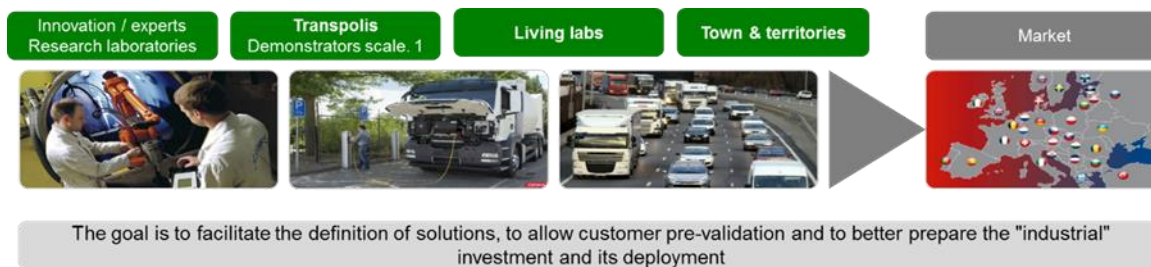 Innovation / experts
Research laboratories
Transpolis
Demonstrators scale. 1
Living labs
Town & territories
Market
The goal is to facilitate the definition of solutions, to allow customer pre-validation and to better prepare the "industrial"
investment and its deployment